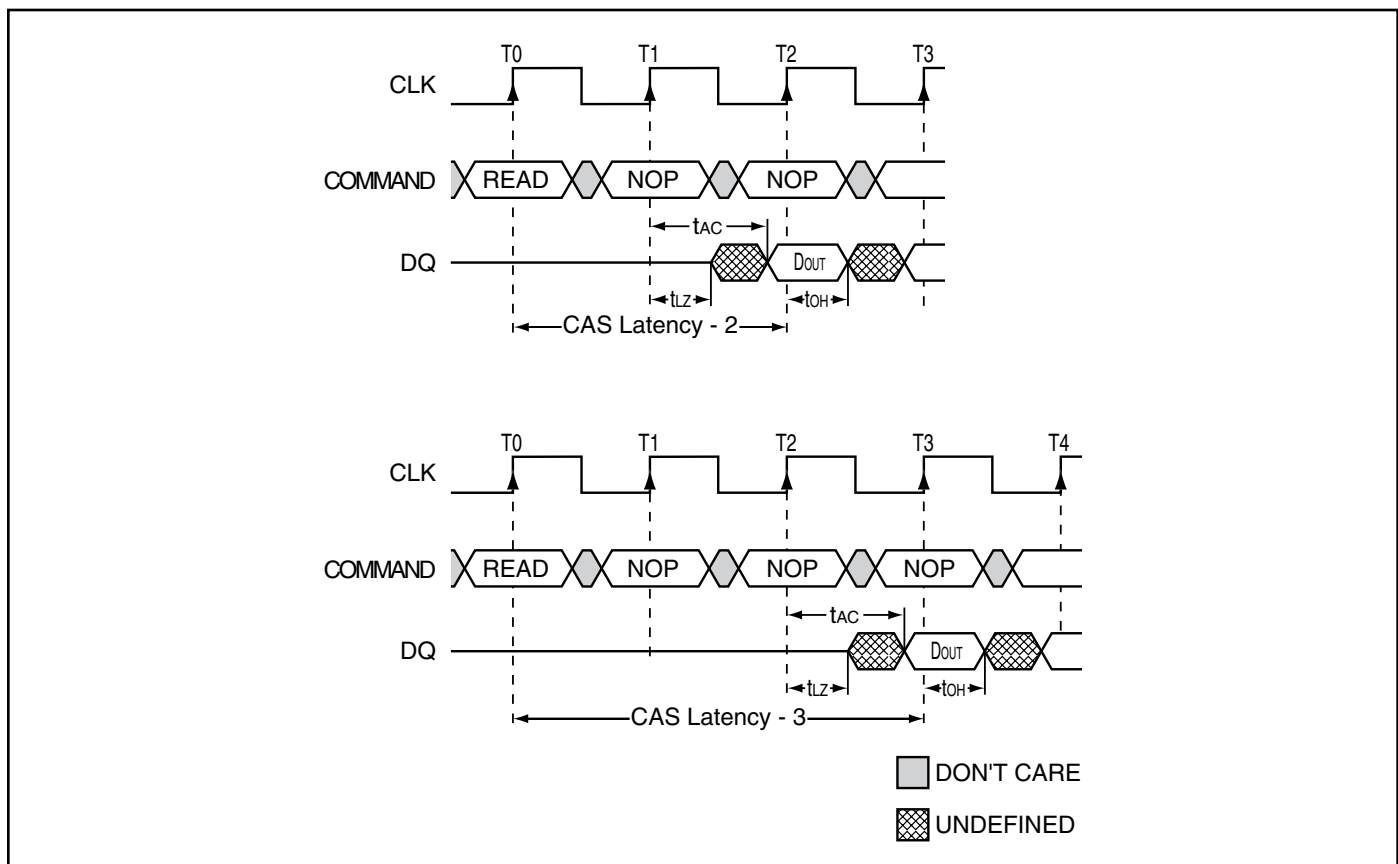 T0 T1 T2 T3
CLK
COMMAND READ NOP NOP
tAC
DQ DOUT
tLZ tOH
CAS Latency - 2
T0 T1 T2 T3 T4
CLK
COMMAND READ NOP NOP NOP
tAC
DQ DOUT
tLZ tOH
CAS Latency - 3
DON'T CARE
UNDEFINED